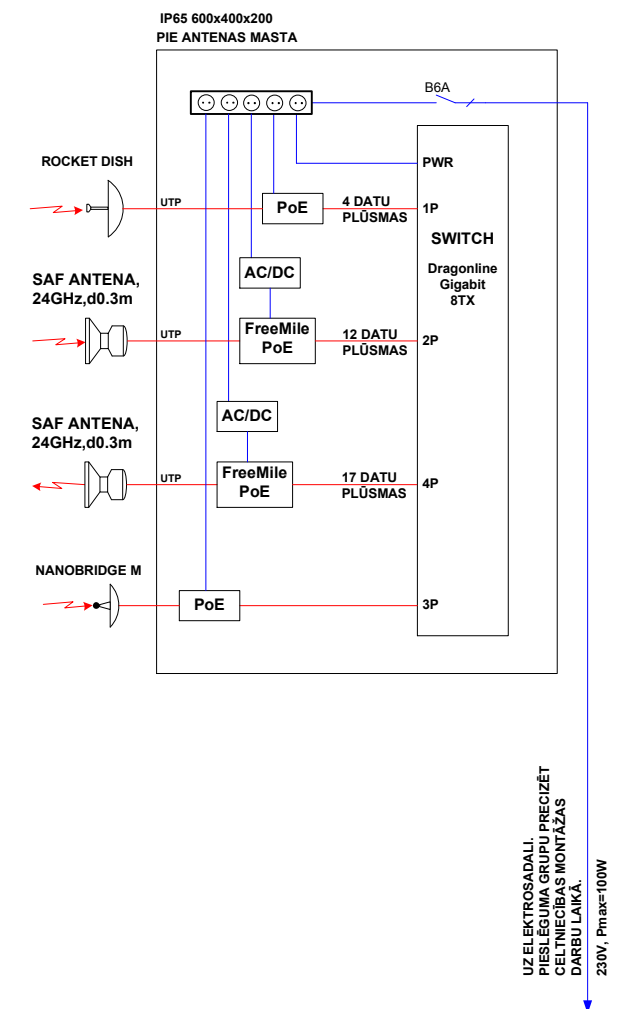 IP65 600x400x200
PIE ANTENAS MASTA
B6A
ROCKET DISH
PWR
UTP
PoE
4 DATU
PLŪSMAS
1P
SWITCH
Dragonline
Gigabit
8TX
SAF ANTENA,
24GHz,d0.3m
AC/DC
UTP
FreeMile
PoE
12 DATU
PLŪSMAS
2P
SAF ANTENA,
24GHz,d0.3m
AC/DC
UTP
FreeMile
PoE
17 DATU
PLŪSMAS
4P
NANOBRIDGE M
PoE
3P
UZ ELEKTROSADALI.
PIESLĒGUMA GRUPU PRECIZĒT
CELTNIECĪBAS MONTĀŽAS
DARBU LAIKĀ.
230V, Pmax=100W